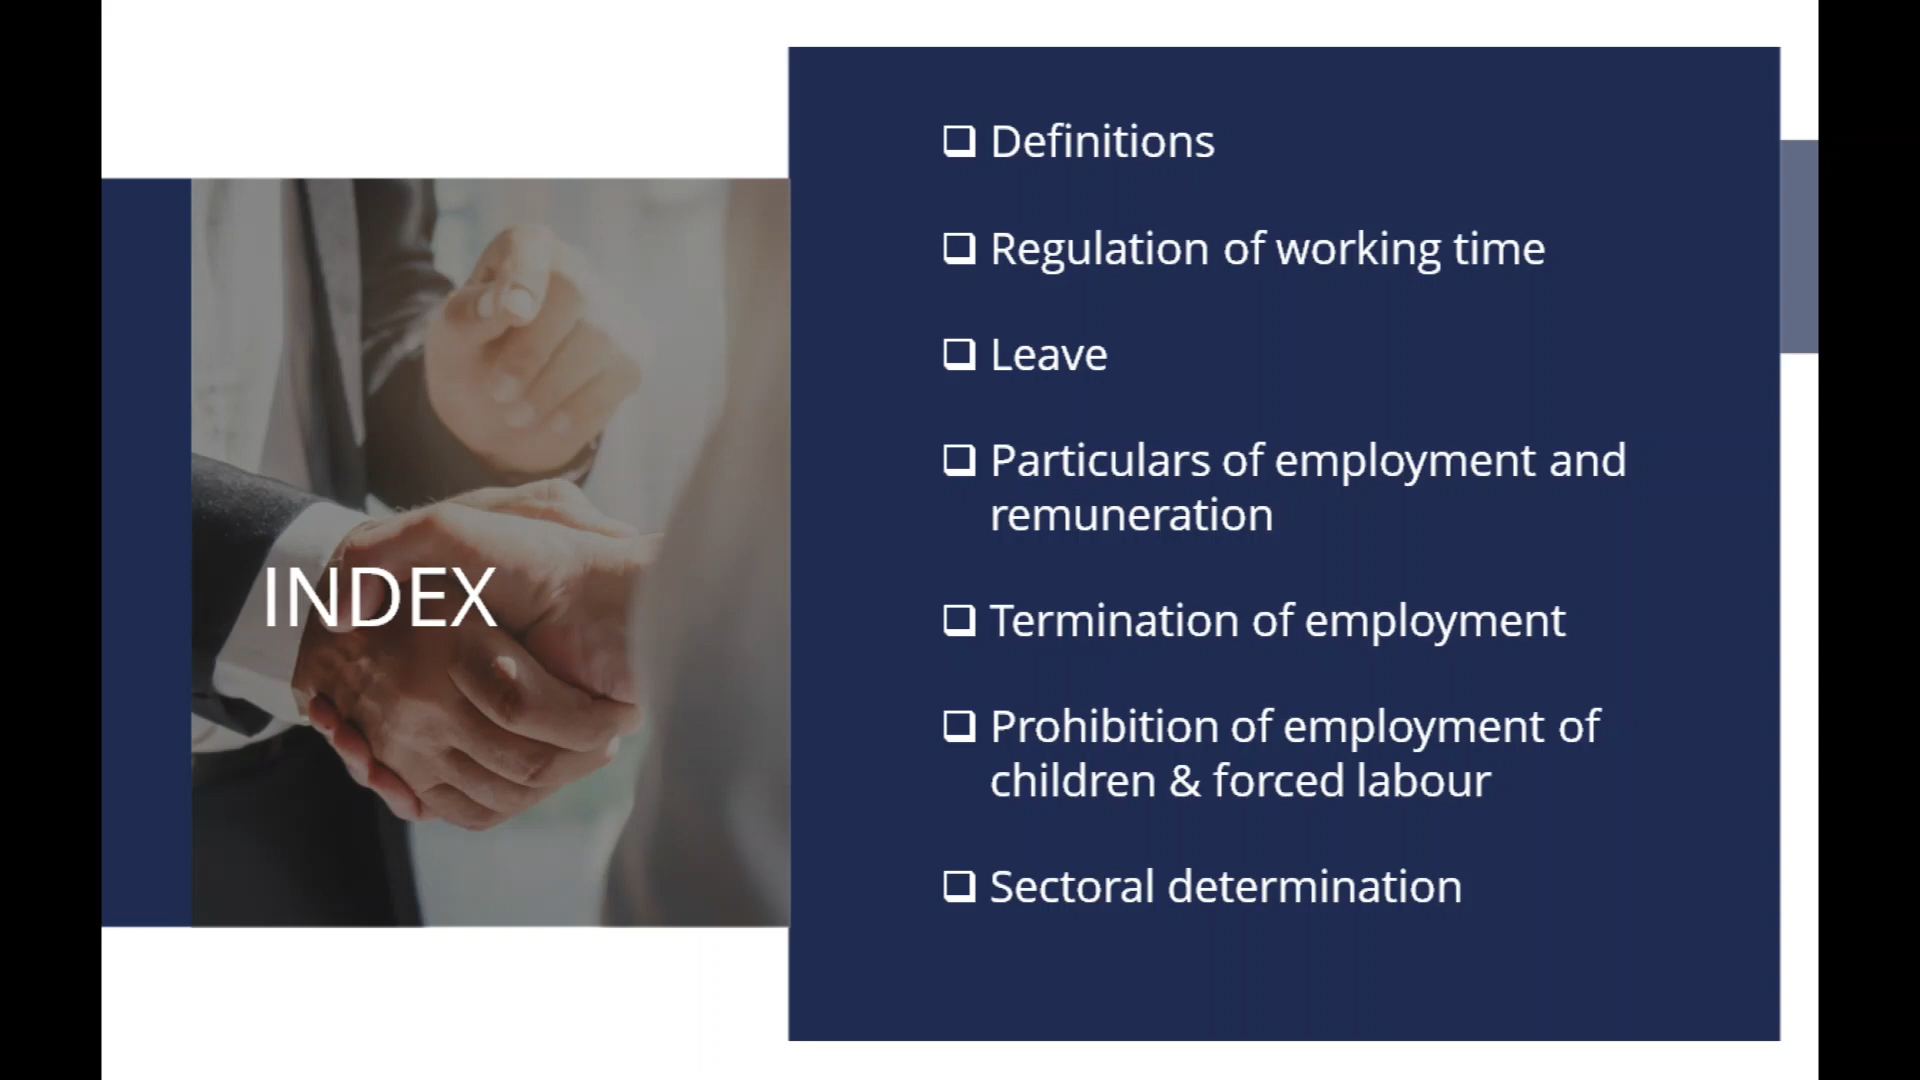 INDEX
Definitions
Regulation of working time
Leave
Particulars of employment and
remuneration
Termination of employment
Prohibition of employment of
children & forced labour
Sectoral determination